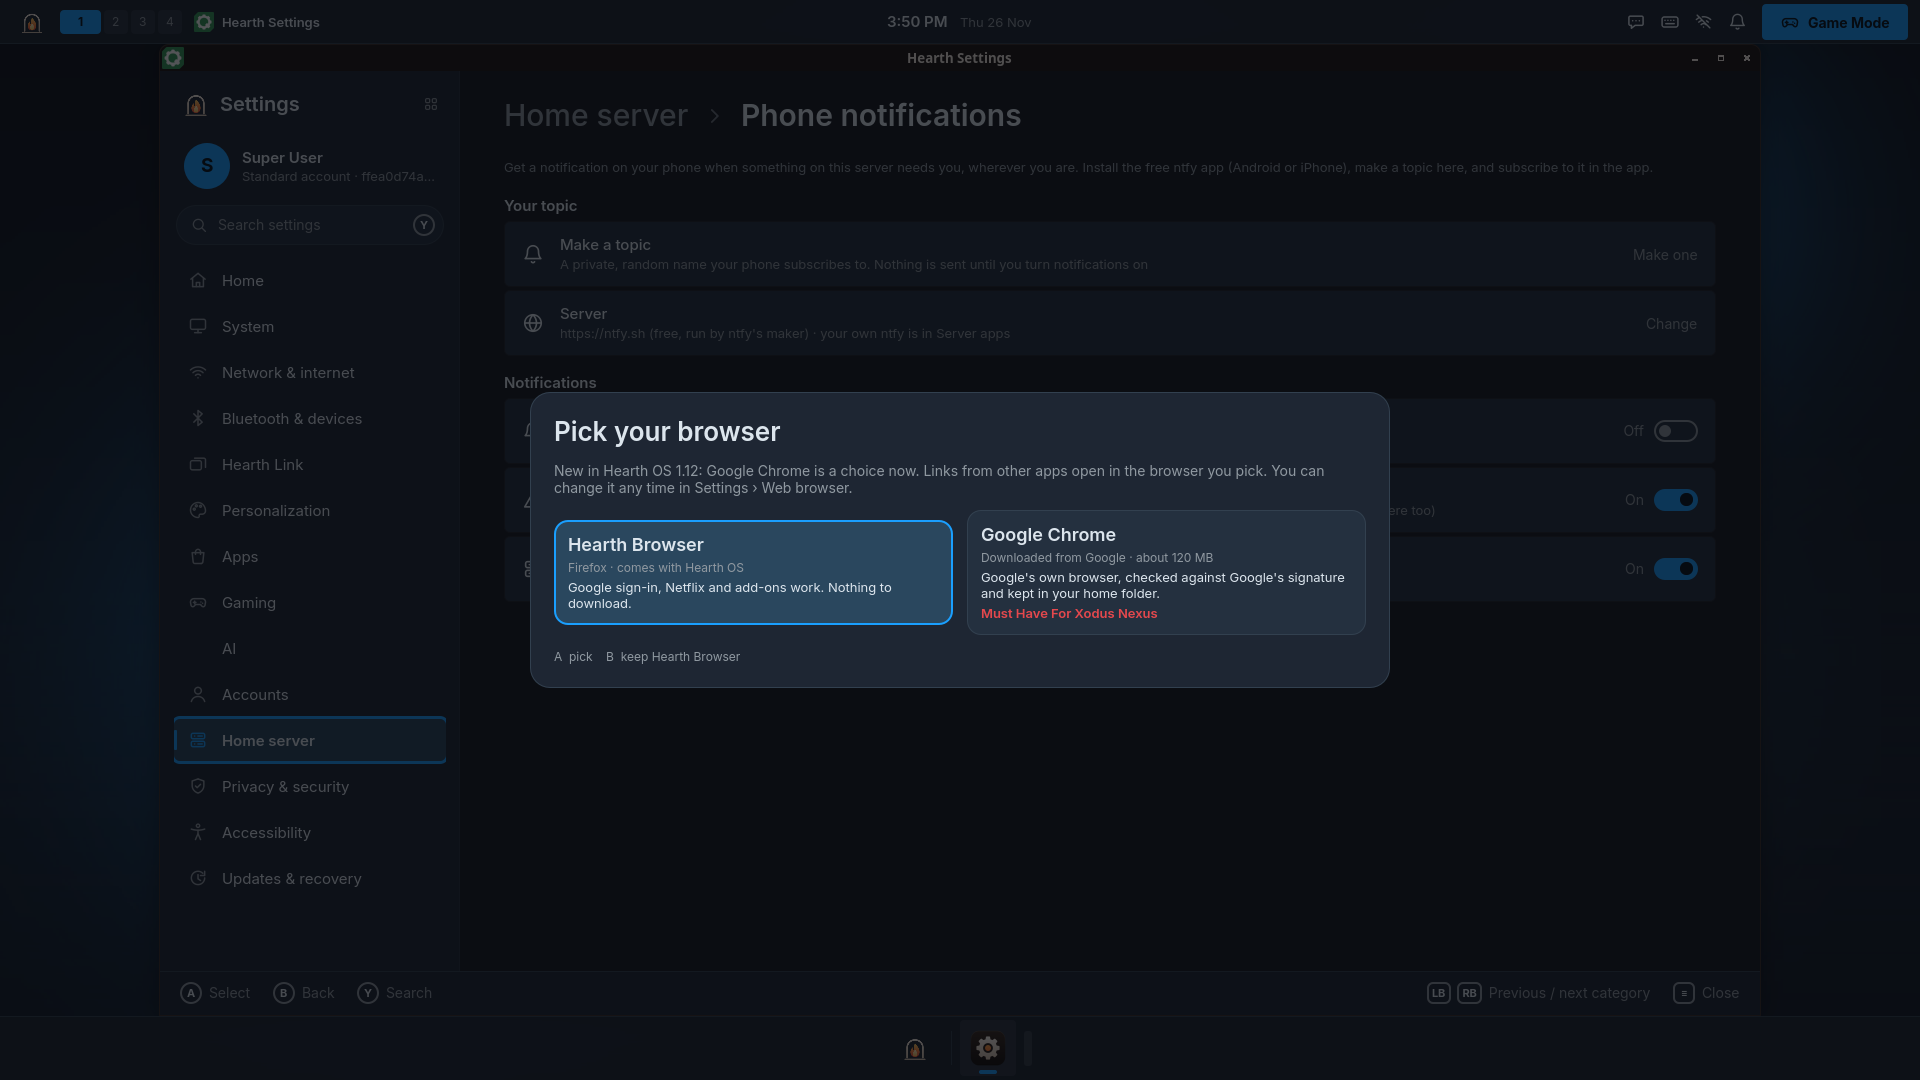 1
2
3
4
Hearth Settings
3:50 PM
Thu 26 Nov
Game Mode
Hearth Settings
Settings
S
Super User
Standard account · ffea0d74a...
Search settings
Y
Home
System
Network & internet
Bluetooth & devices
Hearth Link
Personalization
Apps
Gaming
AI
Accounts
Home server
Privacy & security
Accessibility
Updates & recovery
Home server › Phone notifications
Get a notification on your phone when something on this server needs you, wherever you are. Install the free ntfy app (Android or iPhone), make a topic here, and subscribe to it in the app.
Your topic
Make a topic
A private, random name your phone subscribes to. Nothing is sent until you turn notifications on
Make one
Server
https://ntfy.sh (free, run by ntfy's maker) · your own ntfy is in Server apps
Change
Notifications
Off
On
ere too)
On
Pick your browser
New in Hearth OS 1.12: Google Chrome is a choice now. Links from other apps open in the browser you pick. You can
change it any time in Settings › Web browser.
Hearth Browser
Firefox · comes with Hearth OS
Google sign-in, Netflix and add-ons work. Nothing to
download.
Google Chrome
Downloaded from Google · about 120 MB
Google's own browser, checked against Google's signature
and kept in your home folder.
Must Have For Xodus Nexus
A pick B keep Hearth Browser
A Select
B Back
Y Search
LB RB Previous / next category
≡ Close